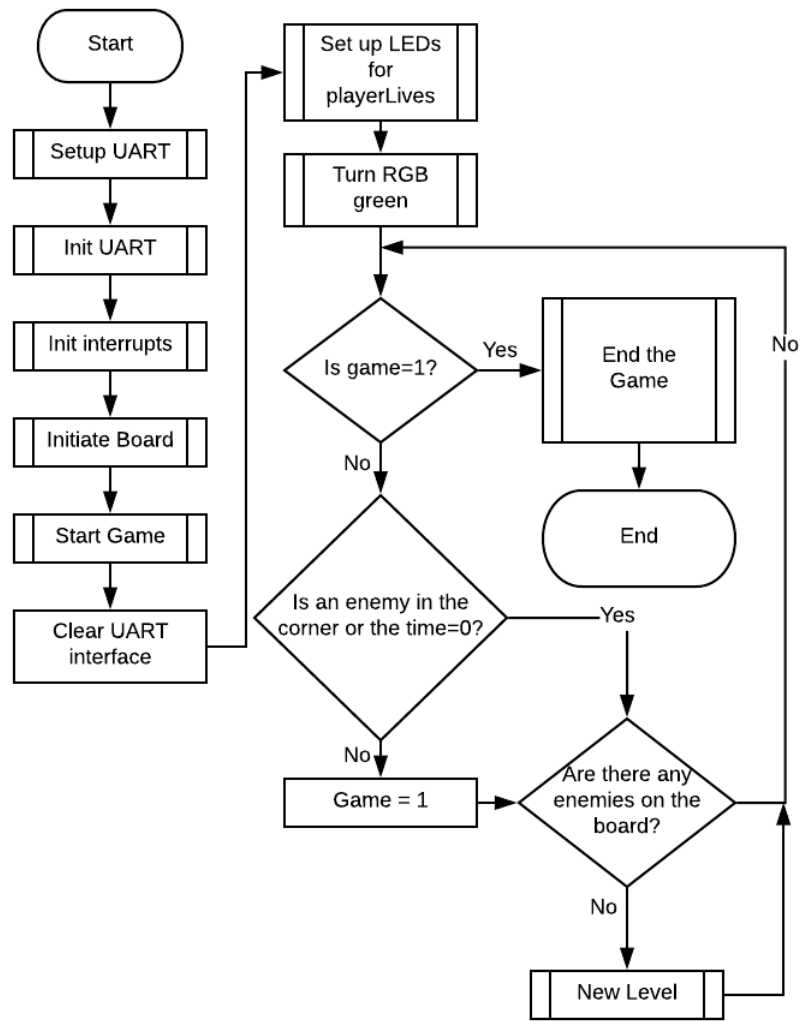 Start
Setup UART
Init UART
Init interrupts
Initiate Board
Start Game
Clear UART
interface
Set up LEDs
for
playerLives
Turn RGB
green
Is game=1?
Yes
End the
Game
No
End
No
Is an enemy in the
corner or the time=0?
Yes
No
Game = 1
Are there any
enemies on the
board?
No
New Level